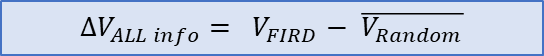 ΔV_{ALL info} = V_{FIRD} − \overline{V_{Random}}